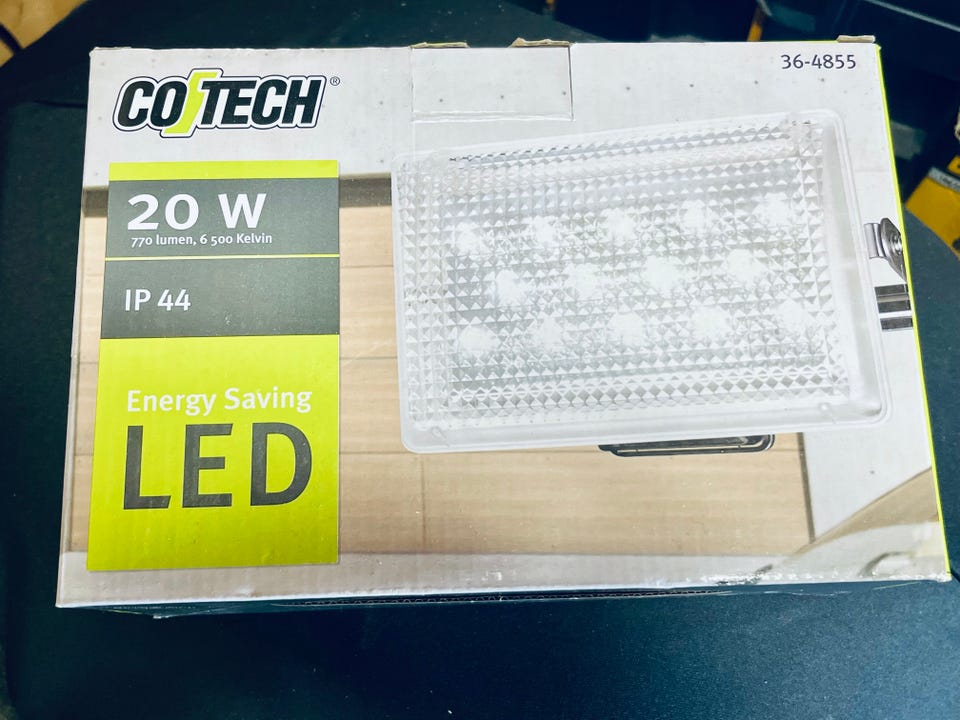 COTECH®
36-4855
20 W
770 lumen, 6 500 Kelvin
IP 44
Energy Saving
LED